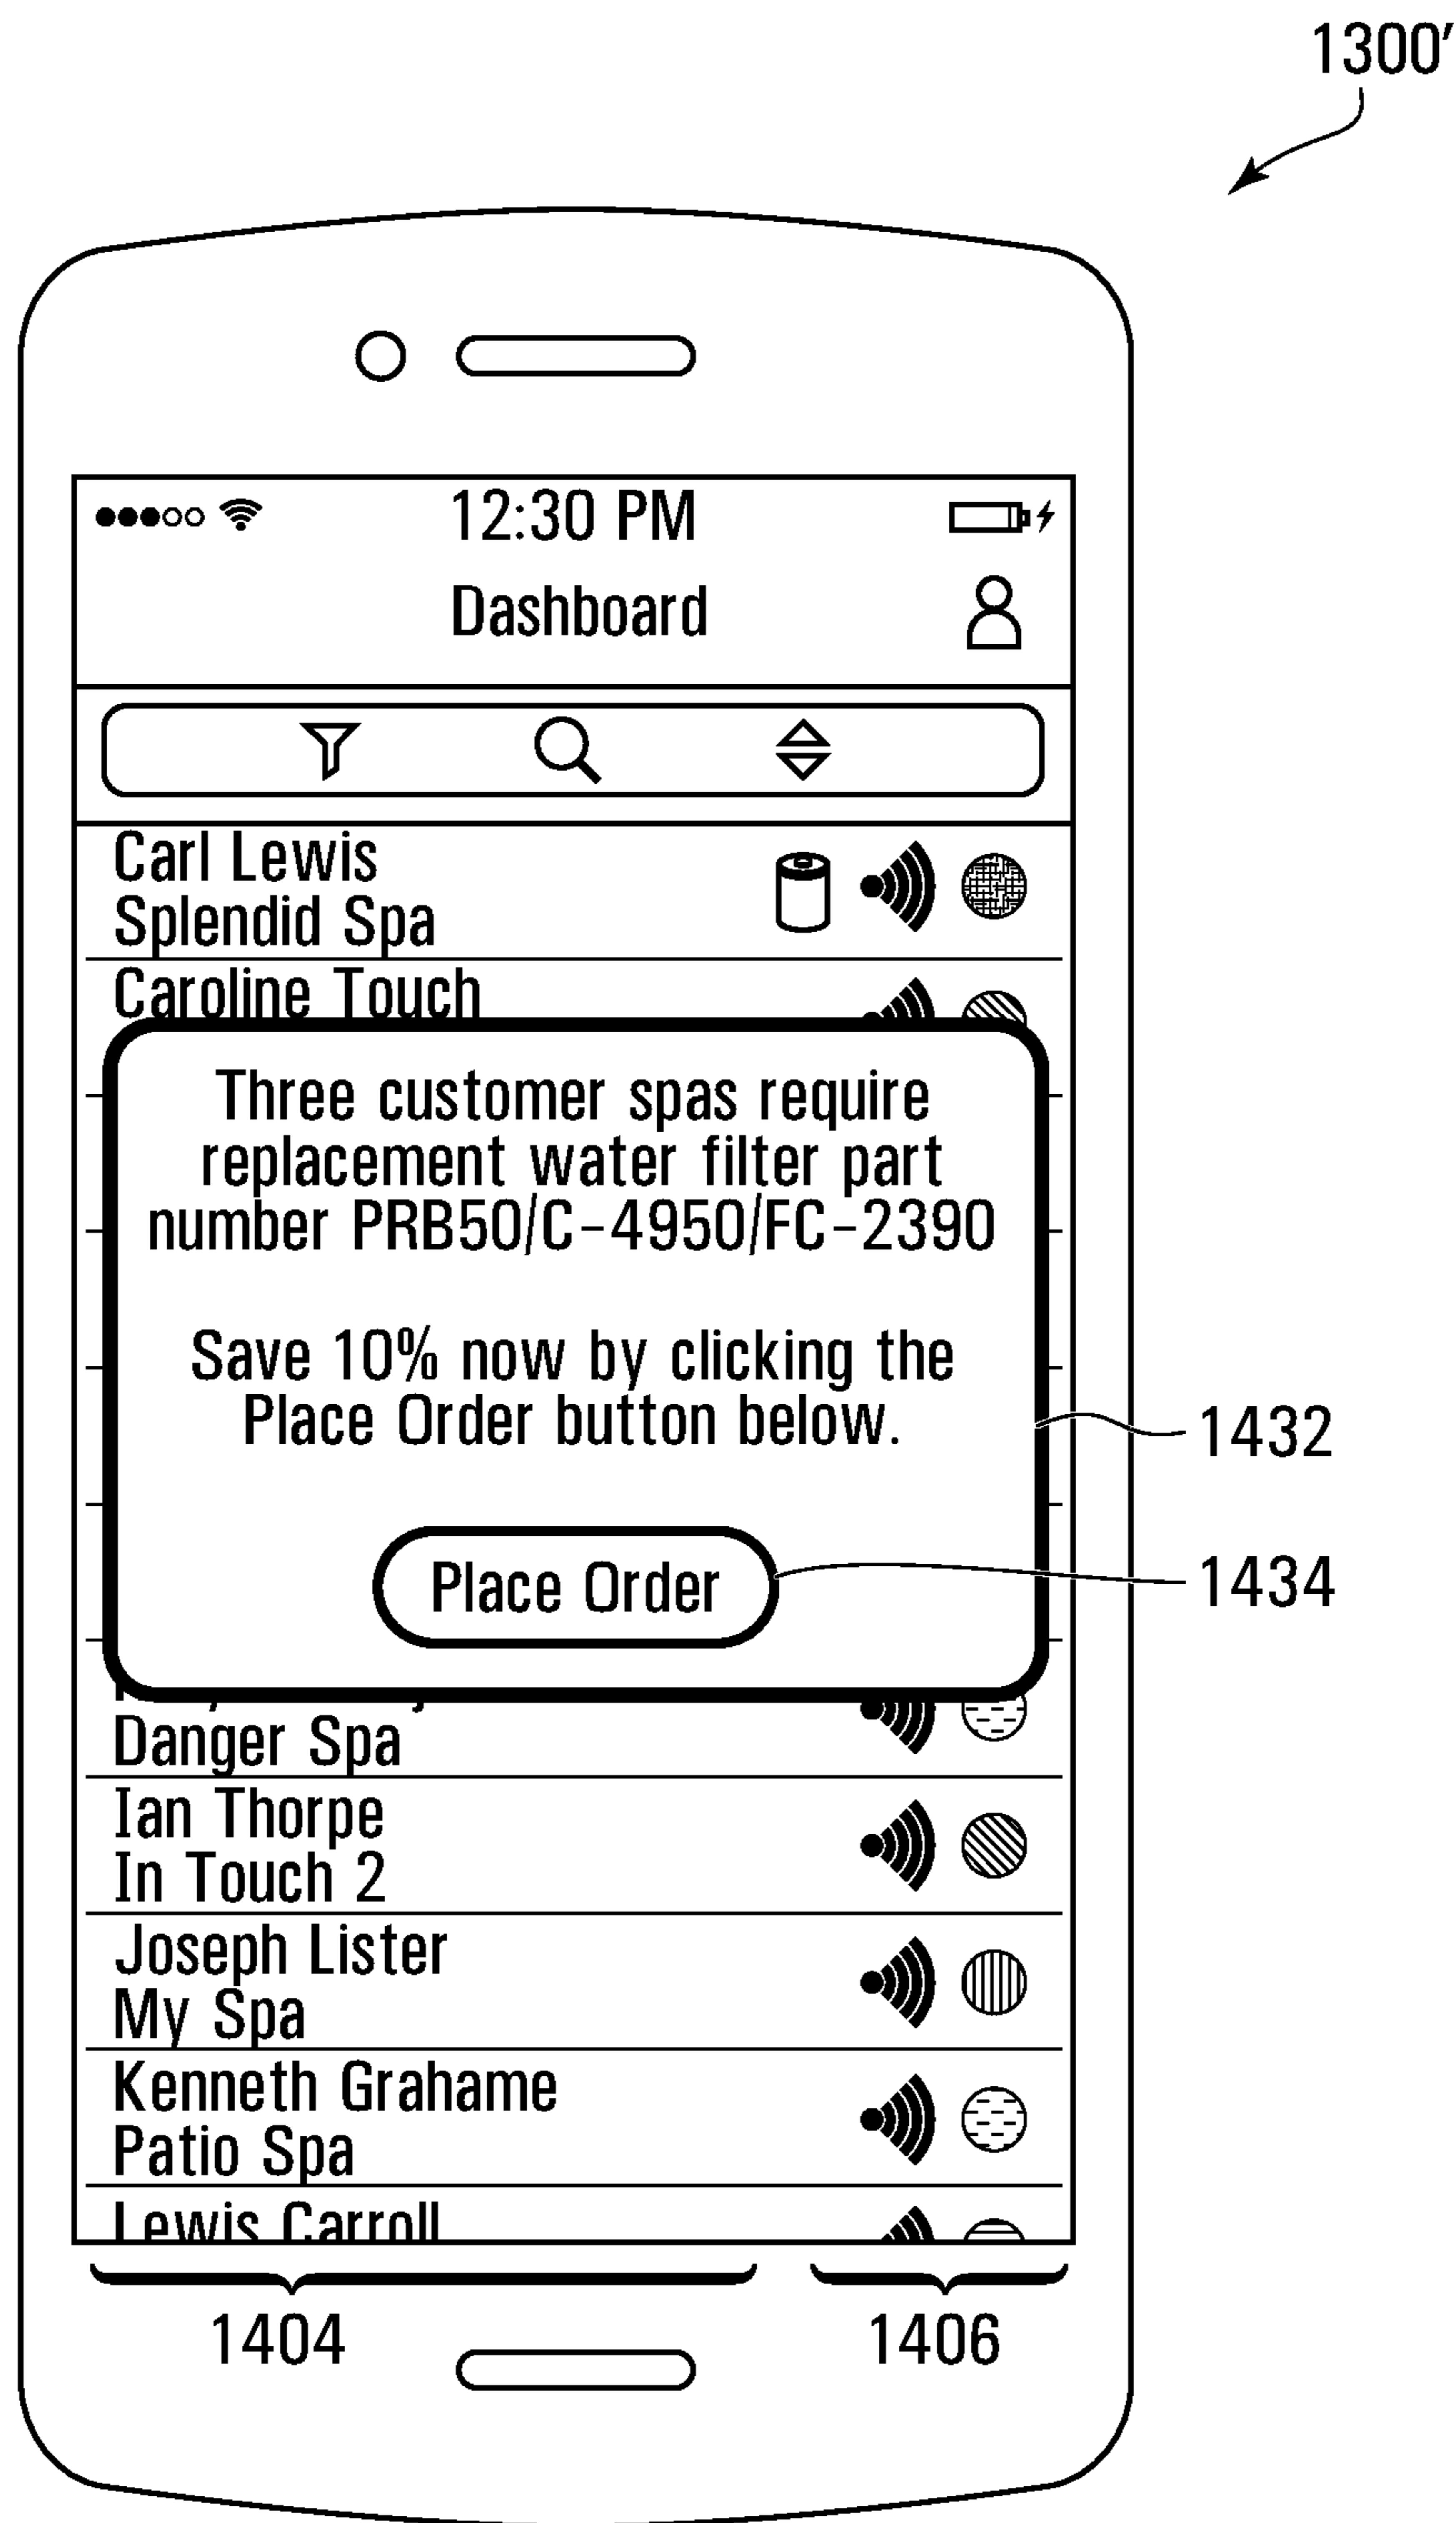 1300'
12:30 PM
Dashboard
Carl Lewis
Splendid Spa
Caroline Touch
Three customer spas require
replacement water filter part
number PRB50/C-4950/FC-2390
Save 10% now by clicking the
Place Order button below.
1432
Place Order
1434
Danger Spa
Ian Thorpe
In Touch 2
Joseph Lister
My Spa
Kenneth Grahame
Patio Spa
Lewis Carroll
1404
1406